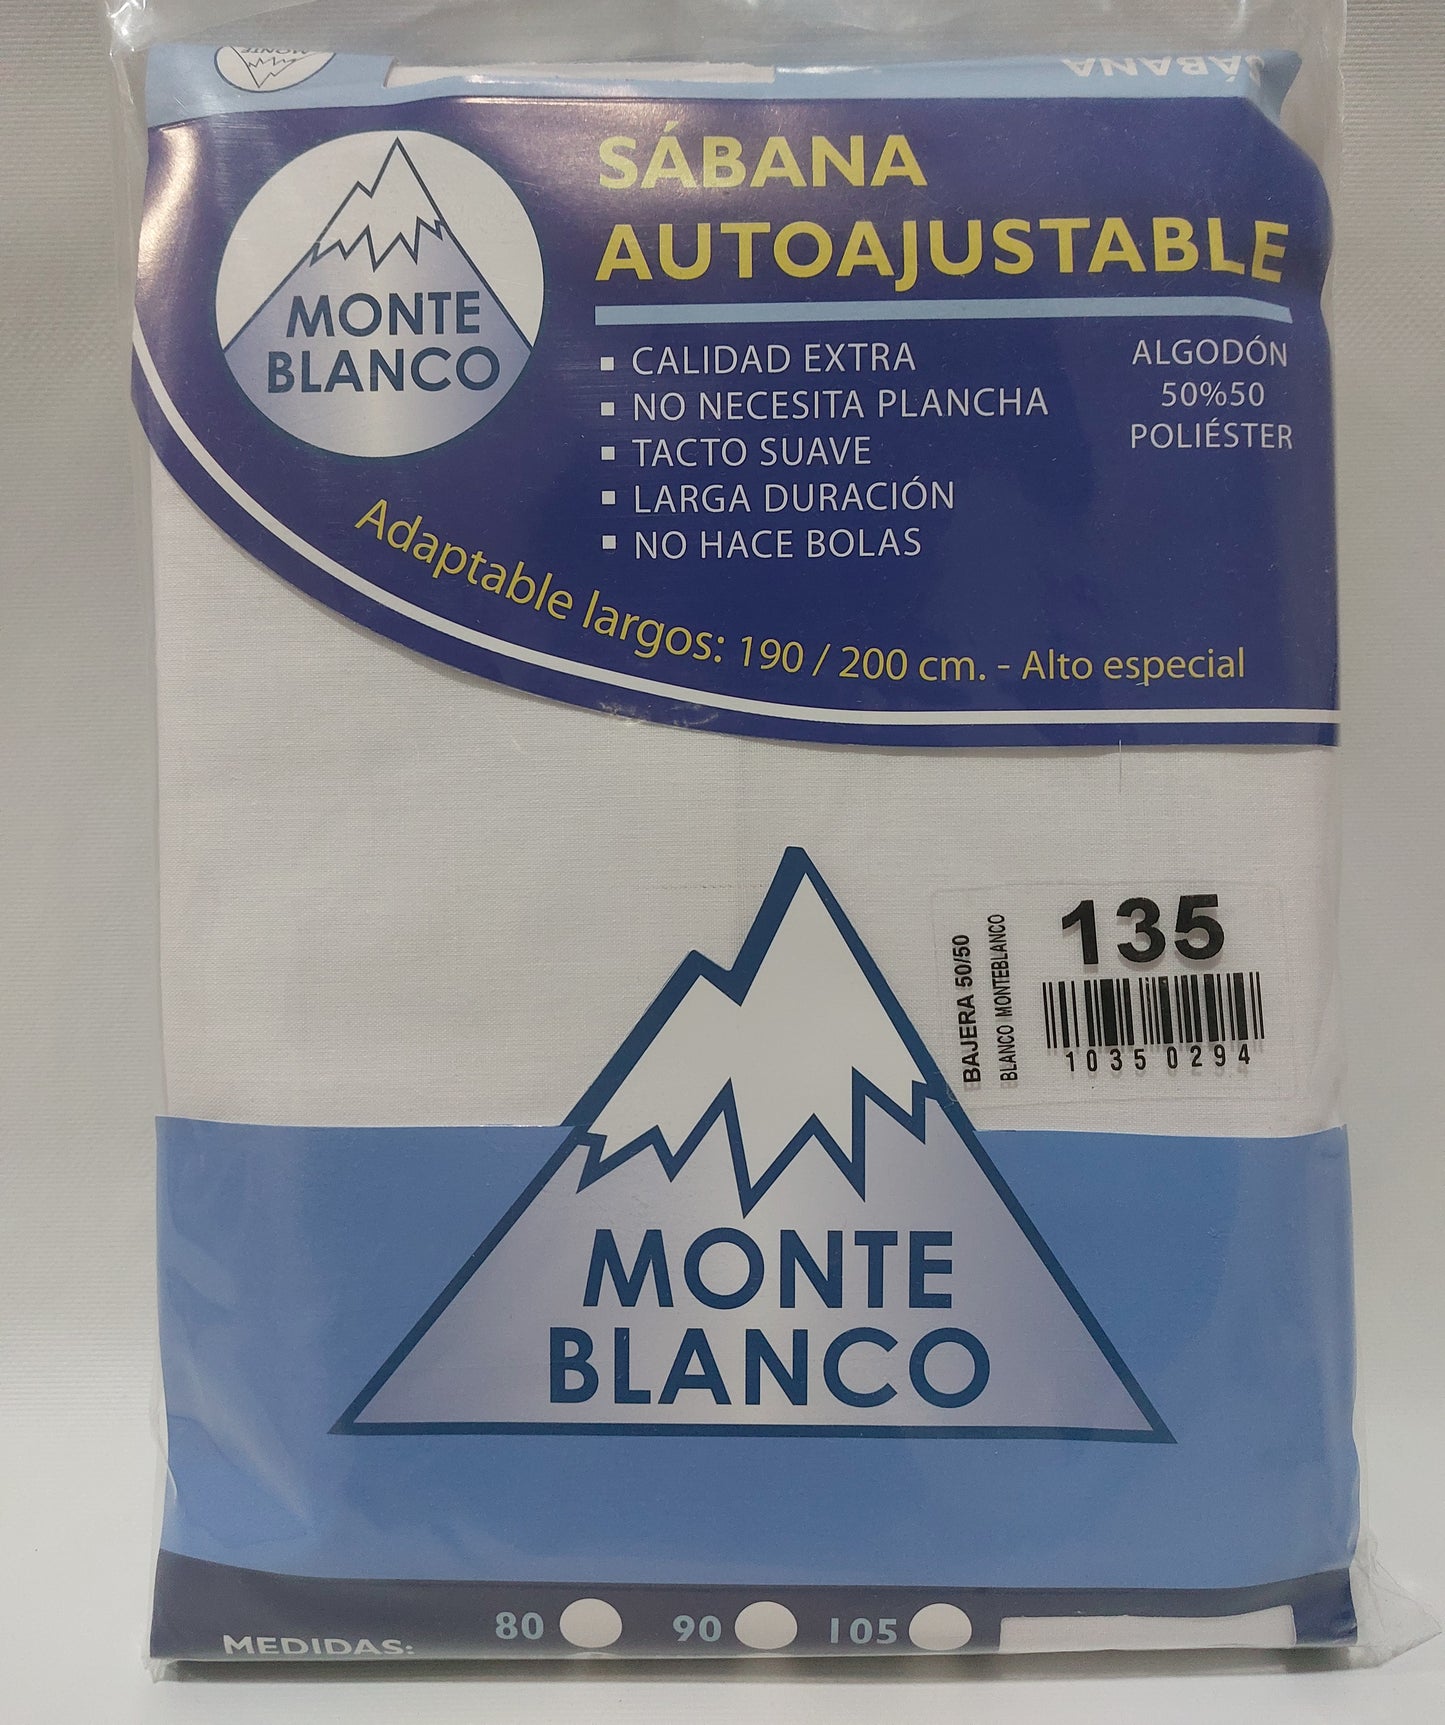 MONTE
SÁBANA
MONTE
BLANCO
SÁBANA
AUTOAJUSTABLE
▪ CALIDAD EXTRA
▪ NO NECESITA PLANCHA
▪ TACTO SUAVE
▪ LARGA DURACIÓN
▪ NO HACE BOLAS
ALGODÓN
50%50
POLIÉSTER
Adaptable largos: 190 / 200 cm. - Alto especial
BAJERA 50/50
BLANCO MONTEBLANCO
135
10350294
MONTE
BLANCO
MEDIDAS: 80 90 105